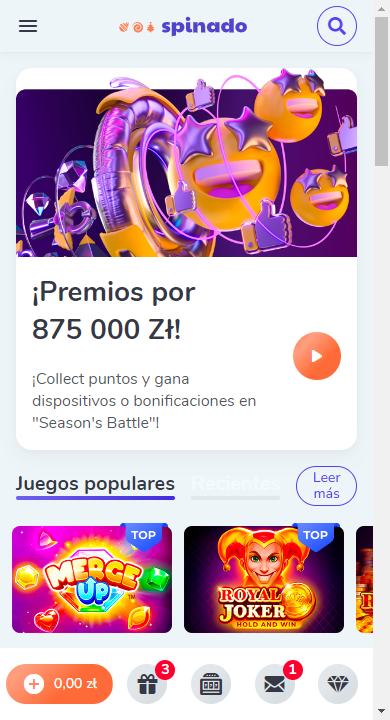 spinado
¡Premios por
875 000 Zł!
¡Collect puntos y gana
dispositivos o bonificaciones en
"Season's Battle"!
Juegos populares
Recientes
Leer
más
TOP
TOP
MERGE
UP!
ROYAL
JOKER
HOLD AND WIN
0,00 zł
3
1